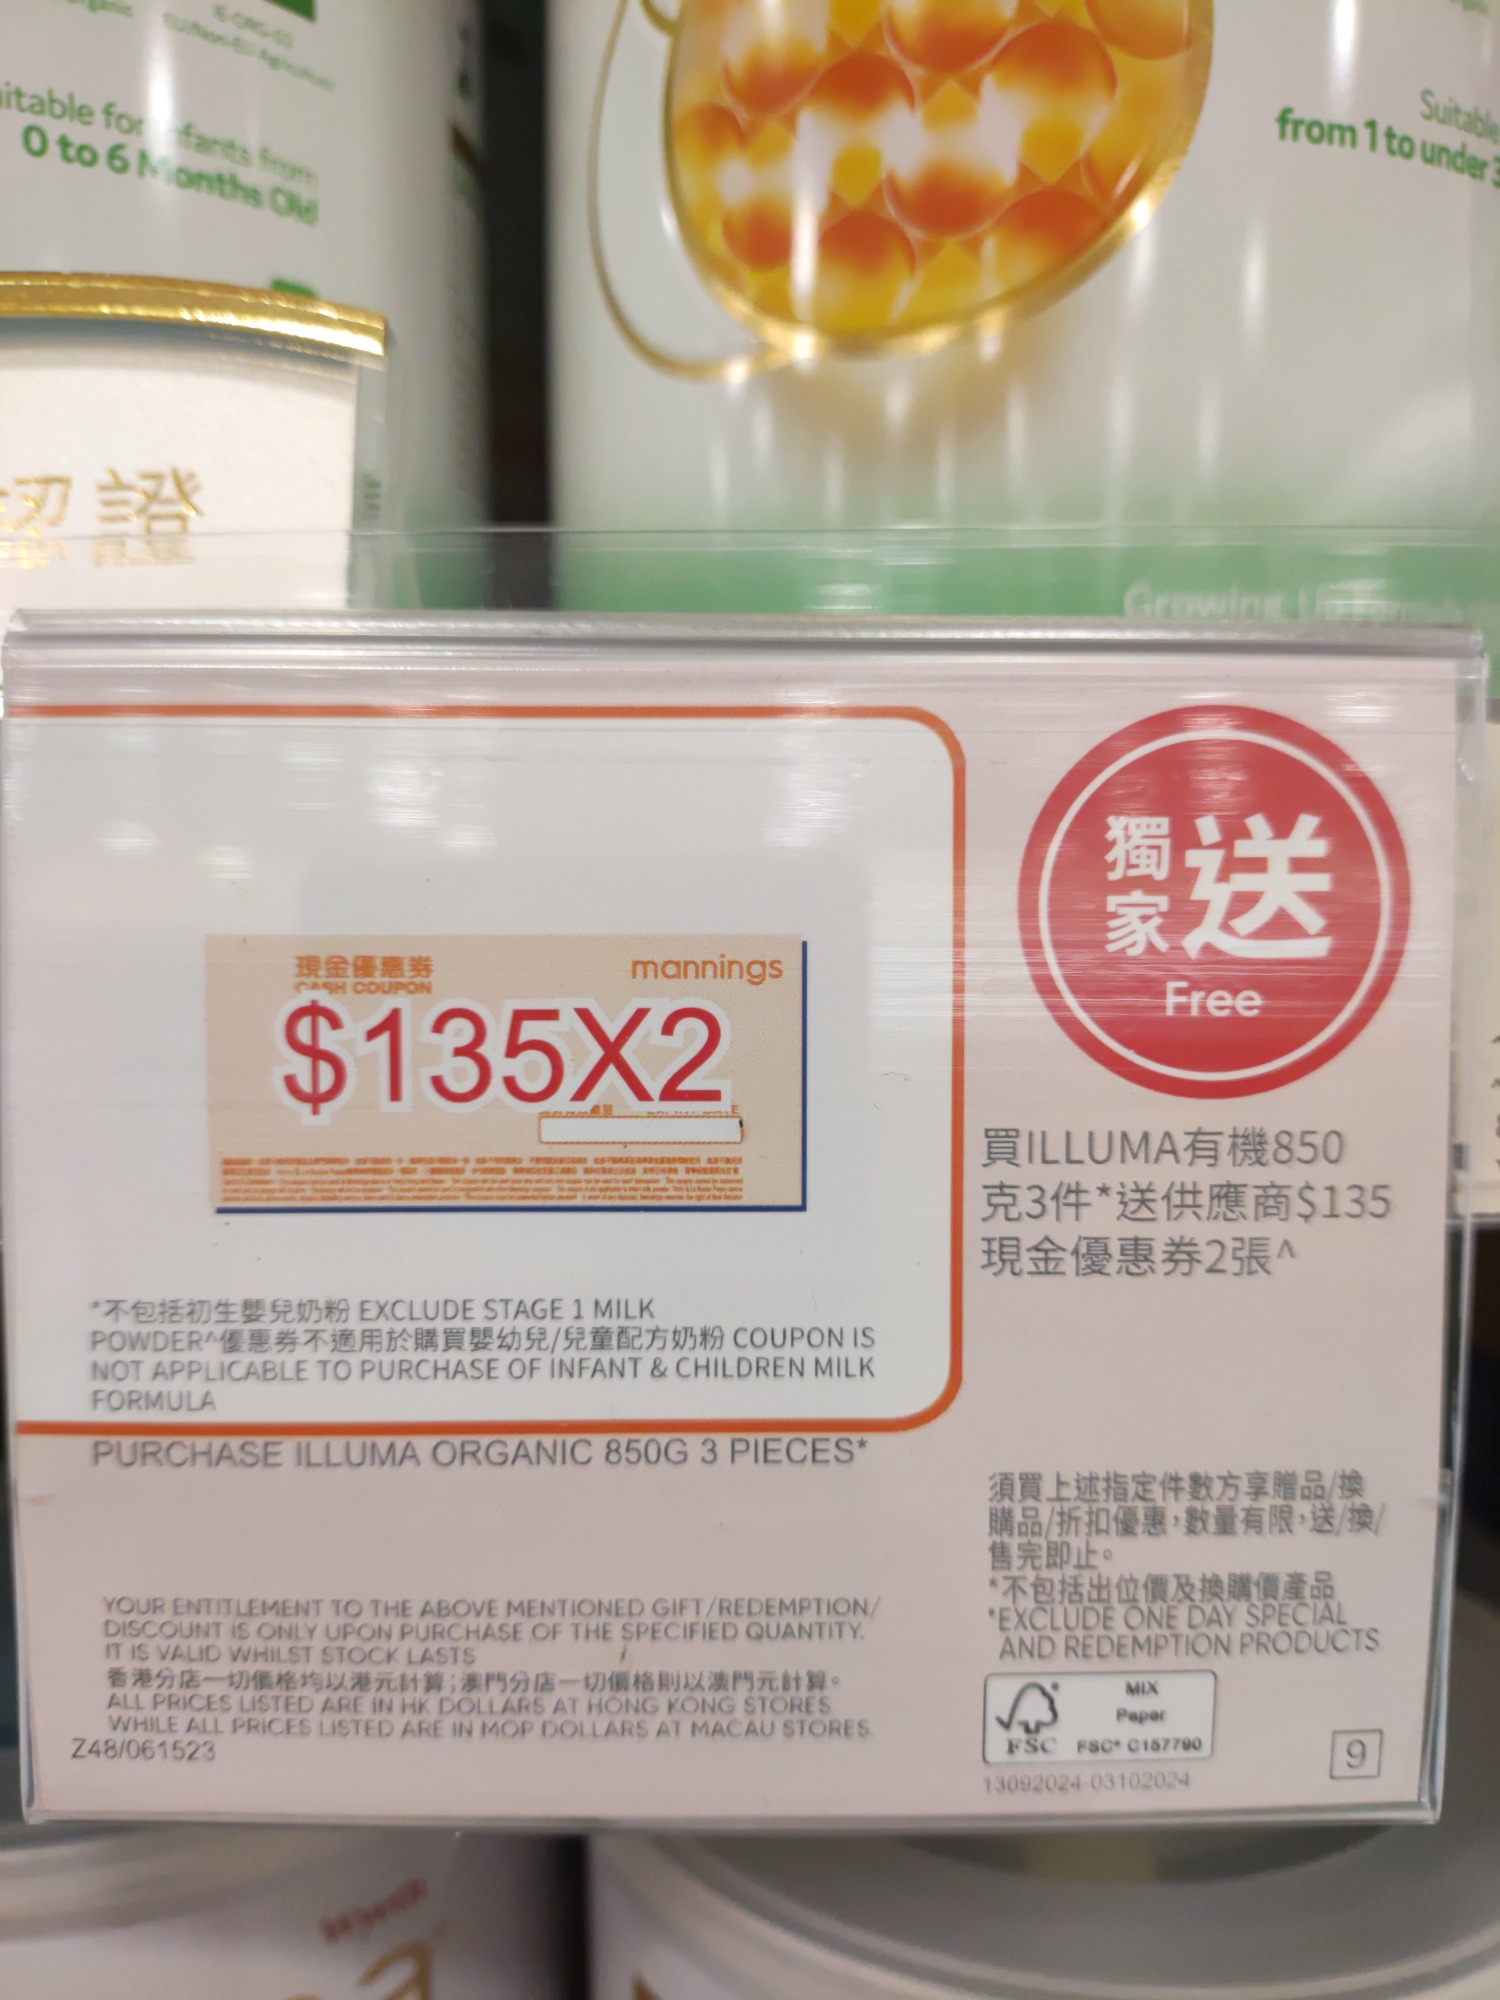 0 to 6 Months Old
Suitable
from 1 to under 3
證
Growing Up
現金優惠券
CASH COUPON
mannings
$135X2
獨家
送
Free
買ILLUMA有機850
克3件*送供應商$135
現金優惠券2張^
*不包括初生嬰兒奶粉 EXCLUDE STAGE 1 MILK
POWDER^優惠券不適用於購買嬰幼兒/兒童配方奶粉 COUPON IS
NOT APPLICABLE TO PURCHASE OF INFANT & CHILDREN MILK
FORMULA
PURCHASE ILLUMA ORGANIC 850G 3 PIECES*
須買上述指定件數方享贈品/換
購品/折扣優惠，數量有限，送/換/
售完即止。
*不包括出位價及換購價產品
*EXCLUDE ONE DAY SPECIAL
AND REDEMPTION PRODUCTS
YOUR ENTITLEMENT TO THE ABOVE MENTIONED GIFT/REDEMPTION/
DISCOUNT IS ONLY UPON PURCHASE OF THE SPECIFIED QUANTITY.
IT IS VALID WHILST STOCK LASTS
香港分店一切價格均以港元計算；澳門分店一切價格則以澳門元計算。
ALL PRICES LISTED ARE IN HK DOLLARS AT HONG KONG STORES
WHILE ALL PRICES LISTED ARE IN MOP DOLLARS AT MACAU STORES.
Z48/061523
MIX
Paper
FSC
FSC® C157790
13092024-03102024
9